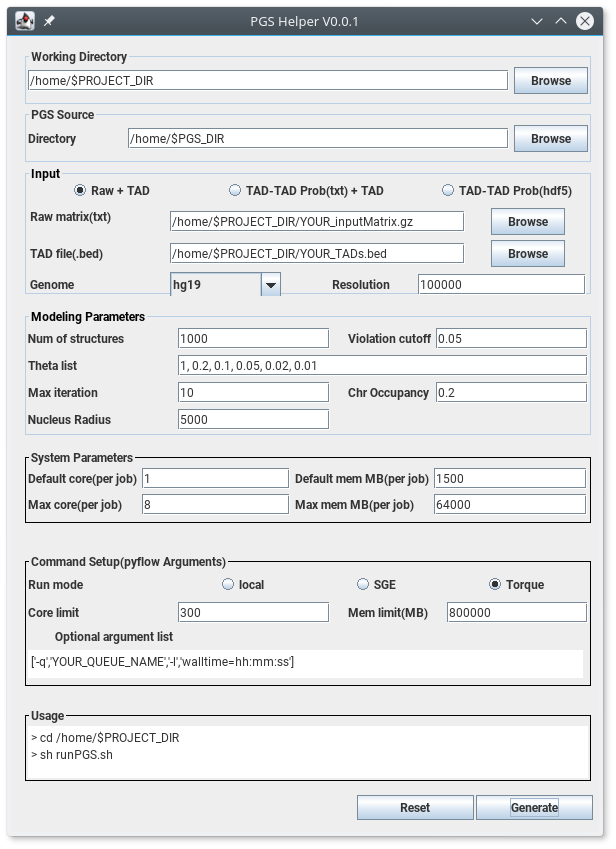 PGS Helper V0.0.1
Working Directory
/home/$PROJECT_DIR Browse
PGS Source
Directory /home/$PGS_DIR Browse
Input
Raw + TAD TAD-TAD Prob(txt) + TAD TAD-TAD Prob(hdf5)
Raw matrix(txt) /home/$PROJECT_DIR/YOUR_inputMatrix.gz Browse
TAD file(.bed) /home/$PROJECT_DIR/YOUR_TADs.bed Browse
Genome hg19 Resolution 100000
Modeling Parameters
Num of structures 1000 Violation cutoff 0.05
Theta list 1, 0.2, 0.1, 0.05, 0.02, 0.01
Max iteration 10 Chr Occupancy 0.2
Nucleus Radius 5000
System Parameters
Default core(per job) 1 Default mem MB(per job) 1500
Max core(per job) 8 Max mem MB(per job) 64000
Command Setup(pyflow Arguments)
Run mode local SGE Torque
Core limit 300 Mem limit(MB) 800000
Optional argument list
['-q','YOUR_QUEUE_NAME','-l','walltime=hh:mm:ss']
Usage
> cd /home/$PROJECT_DIR
> sh runPGS.sh
Reset Generate